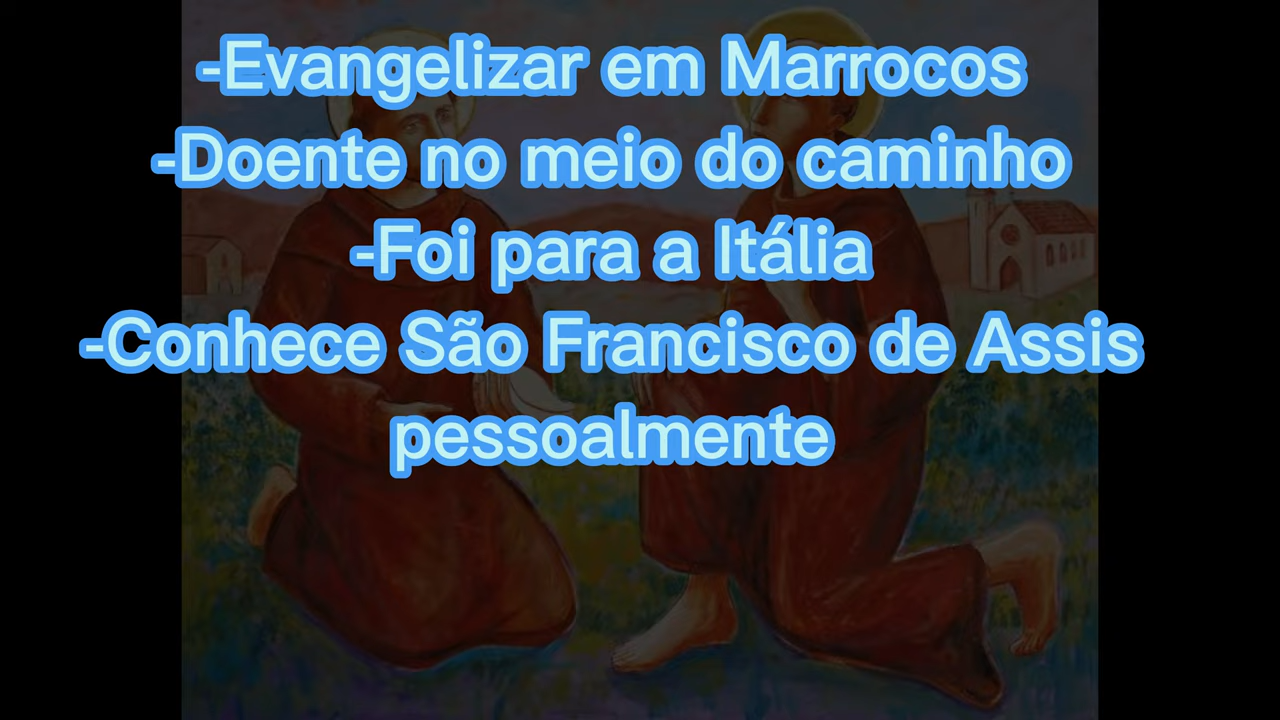 -Evangelizar em Marrocos
-Doente no meio do caminho
-Foi para a Itália
-Conhece São Francisco de Assis
pessoalmente